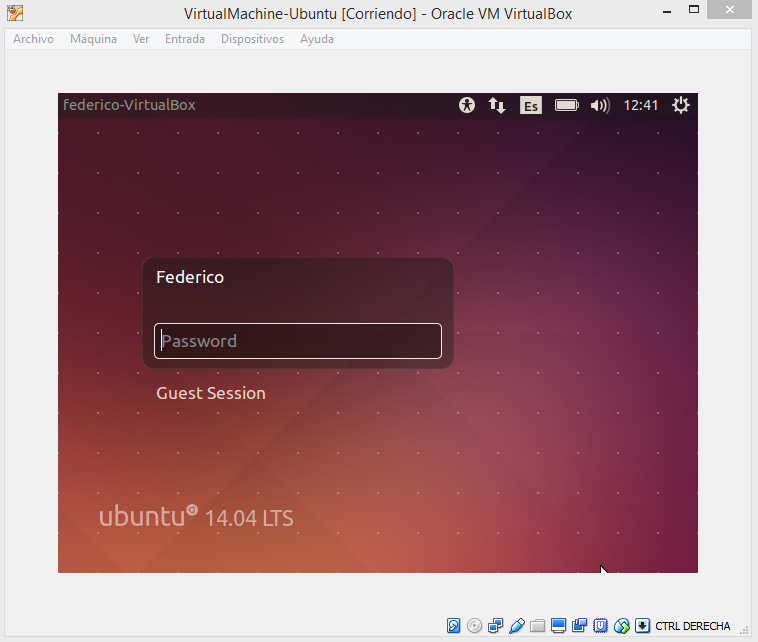 VirtualMachine-Ubuntu [Corriendo] - Oracle VM VirtualBox
Archivo Máquina Ver Entrada Dispositivos Ayuda
federico-VirtualBox Es 12:41
Federico
Password
Guest Session
ubuntu 14.04 LTS
CTRL DERECHA